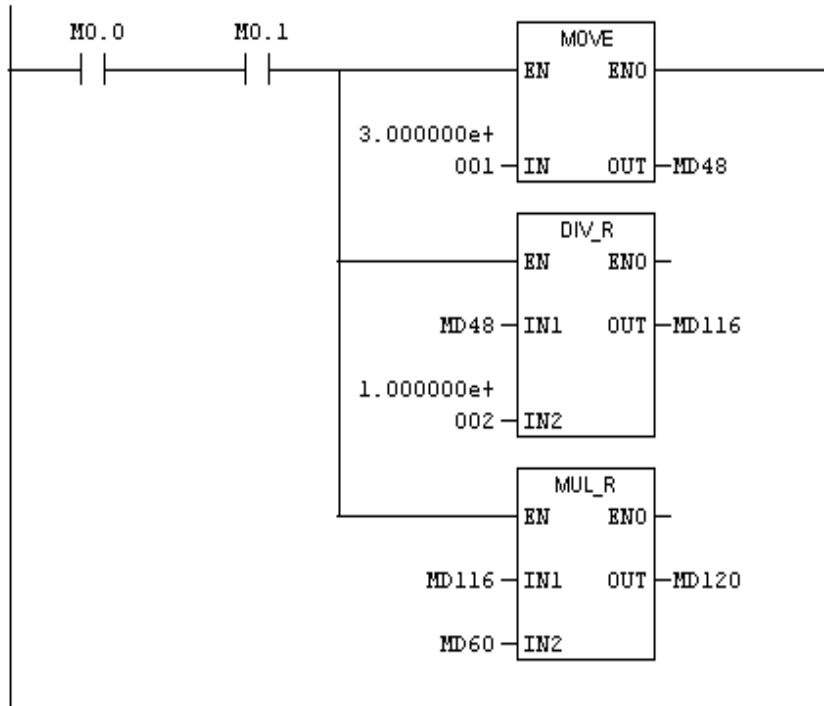 M0.0 M0.1
MOVE
EN ENO
3.000000e+
001 IN OUT MD48
DIV_R
EN ENO
MD48 IN1 OUT MD116
1.000000e+
002 IN2
MUL_R
EN ENO
MD116 IN1 OUT MD120
MD60 IN2